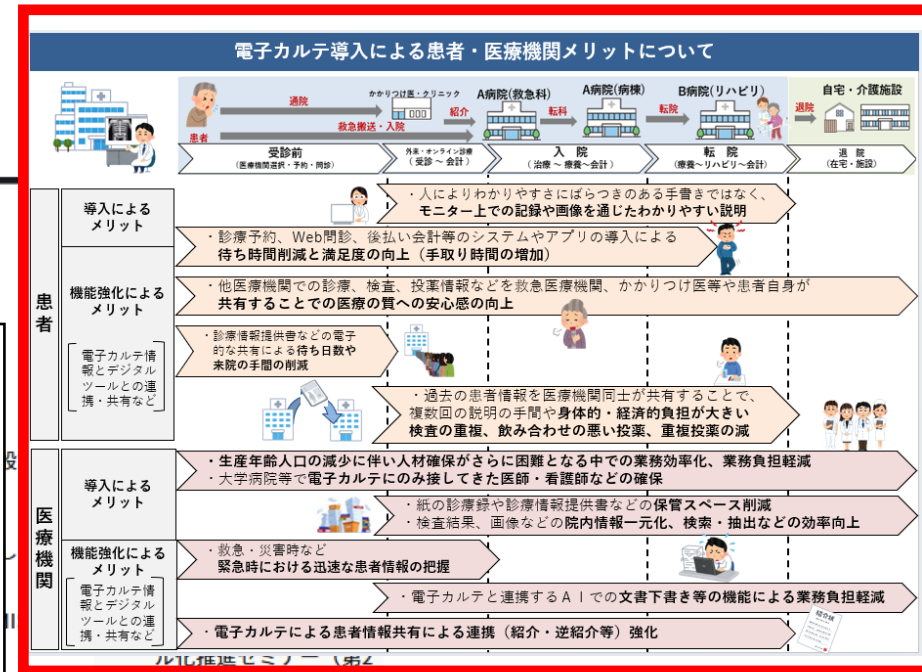 電子カルテ導入による患者・医療機関メリットについて
通院
かかりつけ医・クリニック
紹介
A病院(救急科)
転科
A病院(病棟)
転院
B病院(リハビリ)
退院
自宅・介護施設
患者
救急搬送・入院
受診前
(医療機関選択・予約・問診)
外来・オンライン診療
(受診 ～ 会計)
入 院
(治療 ～ 療養～会計)
転 院
(療養～リハビリ～会計)
退 院
(在宅・施設)
患者
導入による
メリット
・人によりわかりやすさにばらつきのある手書きではなく、
モニター上での記録や画像を通じたわかりやすい説明
機能強化による
メリット
電子カルテ情
報とデジタル
ツールとの連
携・共有など
・診療予約、Web問診、後払い会計等のシステムやアプリの導入による
待ち時間削減と満足度の向上（手取り時間の増加）
・他医療機関での診療、検査、投薬情報などを救急医療機関、かかりつけ医等や患者自身が
共有することでの医療の質への安心感の向上
・診療情報提供書などの電子
的な共有による待ち日数や
来院の手間の削減
・過去の患者情報を医療機関同士が共有することで、
複数回の説明の手間や身体的・経済的負担が大きい
検査の重複、飲み合わせの悪い投薬、重複投薬の減
医療機関
導入による
メリット
・生産年齢人口の減少に伴い人材確保がさらに困難となる中での業務効率化、業務負担軽減
・大学病院等で電子カルテにのみ接してきた医師・看護師などの確保
・紙の診療録や診療情報提供書などの保管スペース削減
・検査結果、画像などの院内情報一元化、検索・抽出などの効率向上
機能強化による
メリット
電子カルテ情
報とデジタル
ツールとの連
携・共有など
・救急・災害時など
緊急時における迅速な患者情報の把握
・電子カルテと連携するＡＩでの文書下書き等の機能による業務負担軽減
・電子カルテによる患者情報共有による連携（紹介・逆紹介等）強化
紹介状
ル化推進セミナー（第2